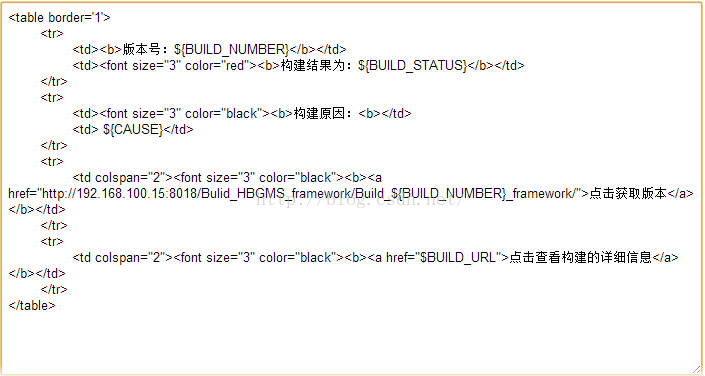 <table border='1'>
<tr>
<td><b>版本号：${BUILD_NUMBER}</b></td>
<td><font size="3" color="red"><b>构建结果为：${BUILD_STATUS}</b></td>
</tr>
<tr>
<td><font size="3" color="black"><b>构建原因：<b></td>
<td> ${CAUSE}</td>
</tr>
<tr>
<td colspan="2"><font size="3" color="black"><b><a
href="http://192.168.100.15:8018/Bulid_HBGMS_framework/Build_${BUILD_NUMBER}_framework/">点击获取版本</a>
</b></td>
http://blog.csdn.net/
</tr>
<tr>
<td colspan="2"><font size="3" color="black"><b><a href="$BUILD_URL">点击查看构建的详细信息</a>
</b></td>
</tr>
</table>